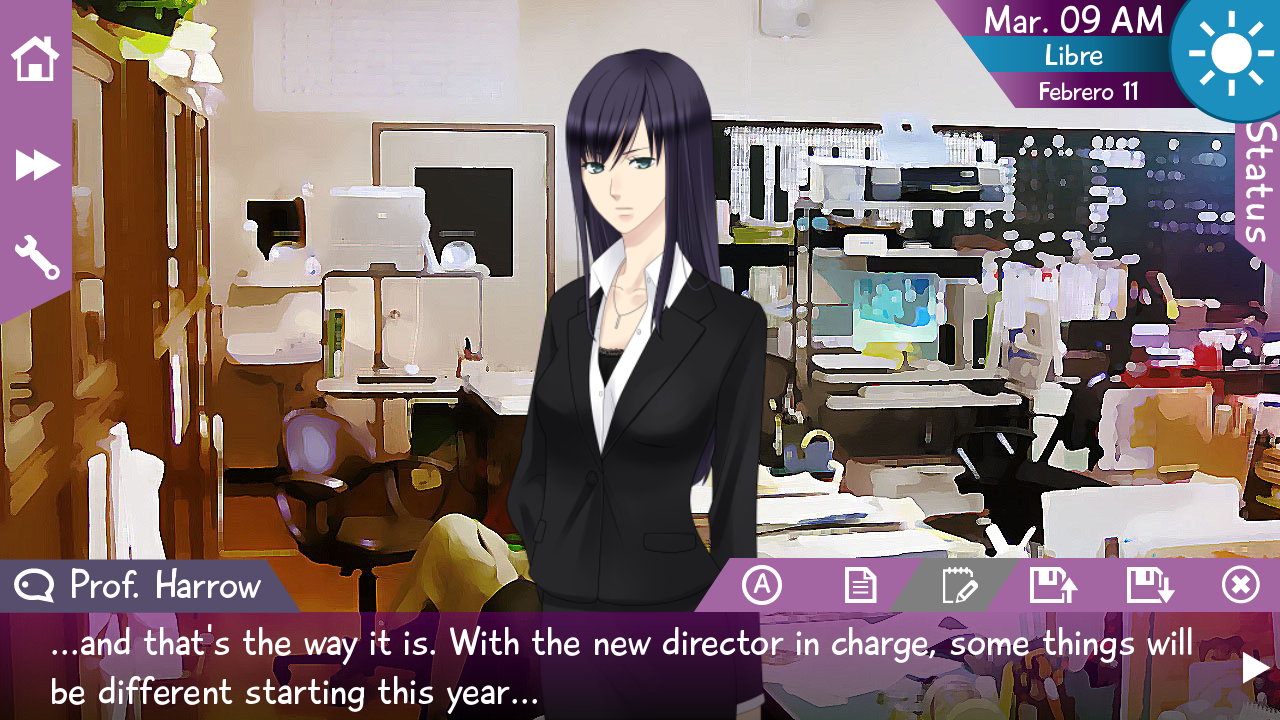 Mar. 09 AM
Libre
Febrero 11
Status
Prof. Harrow
A
...and that's the way it is. With the new director in charge, some things will
be different starting this year...